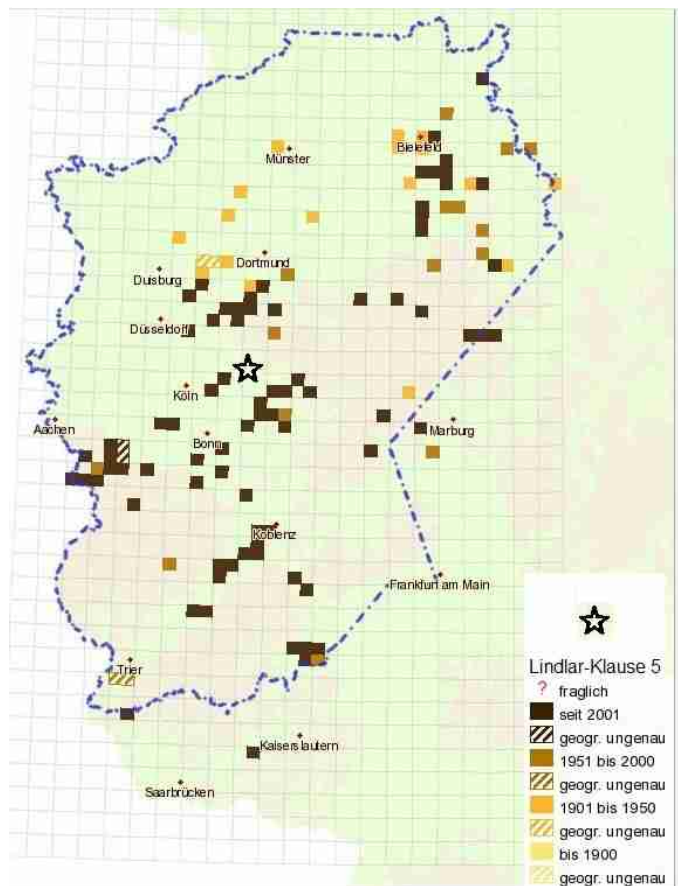 Bielefeld
Münster
Dortmund
Duisburg
Düsseldorf
Köln
Aachen
Marburg
Bonn
Koblenz
Frankfurt am Main
Trier
Kaiserslautern
Saarbrücken
Lindlar-Klause 5
? fraglich
seit 2001
geogr. ungenau
1951 bis 2000
geogr. ungenau
1901 bis 1950
geogr. ungenau
bis 1900
geogr. ungenau